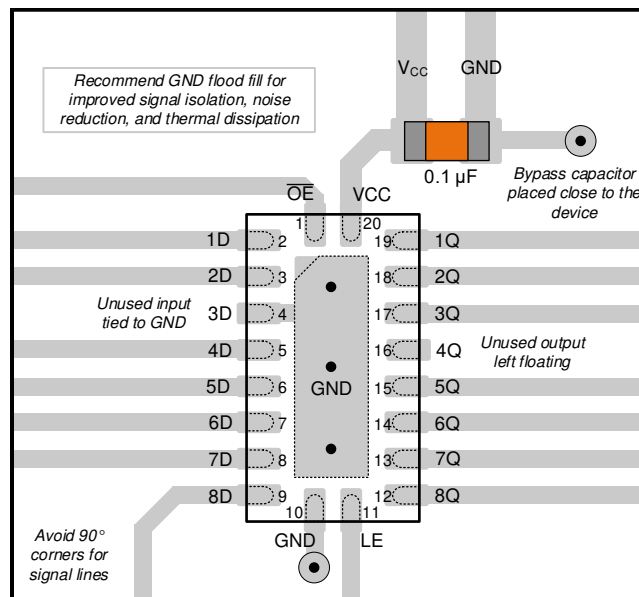 Recommend GND flood fill for
improved signal isolation, noise
reduction, and thermal dissipation
V_CC GND
0.1 µF
Bypass capacitor
placed close to the
device
O̅E̅ VCC
1 20
1D 2 19 1Q
2D 3 18 2Q
Unused input
tied to GND
3D 4 17 3Q
4D 5 16 4Q
Unused output
left floating
5D 6 GND 15 5Q
6D 7 14 6Q
7D 8 13 7Q
8D 9 12 8Q
10 11
GND LE
Avoid 90°
corners for
signal lines